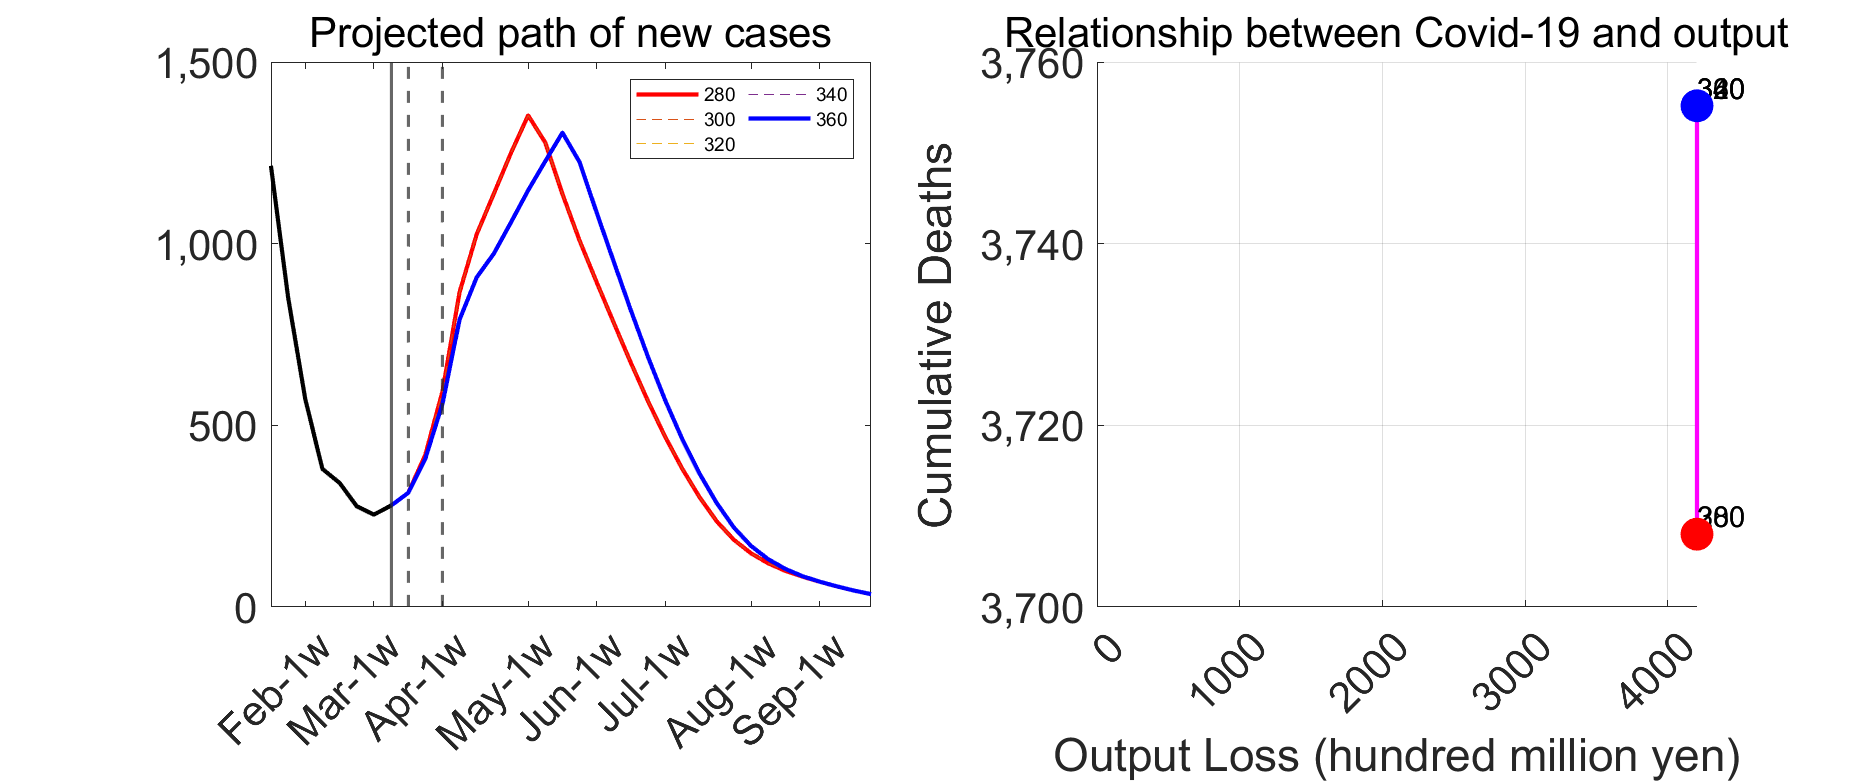 Projected path of new cases
1,500
1,000
500
0
Feb-1w
Mar-1w
Apr-1w
May-1w
Jun-1w
Jul-1w
Aug-1w
Sep-1w
280
300
320
340
360
Relationship between Covid-19 and output
Cumulative Deaths
3,760
3,740
3,720
3,700
0
1000
2000
3000
4000
Output Loss (hundred million yen)